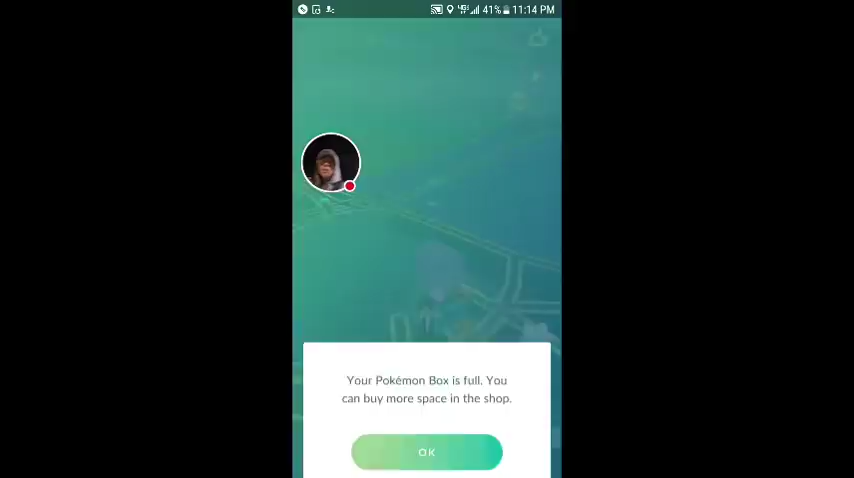 41% 11:14 PM
Your Pokémon Box is full. You
can buy more space in the shop.
OK